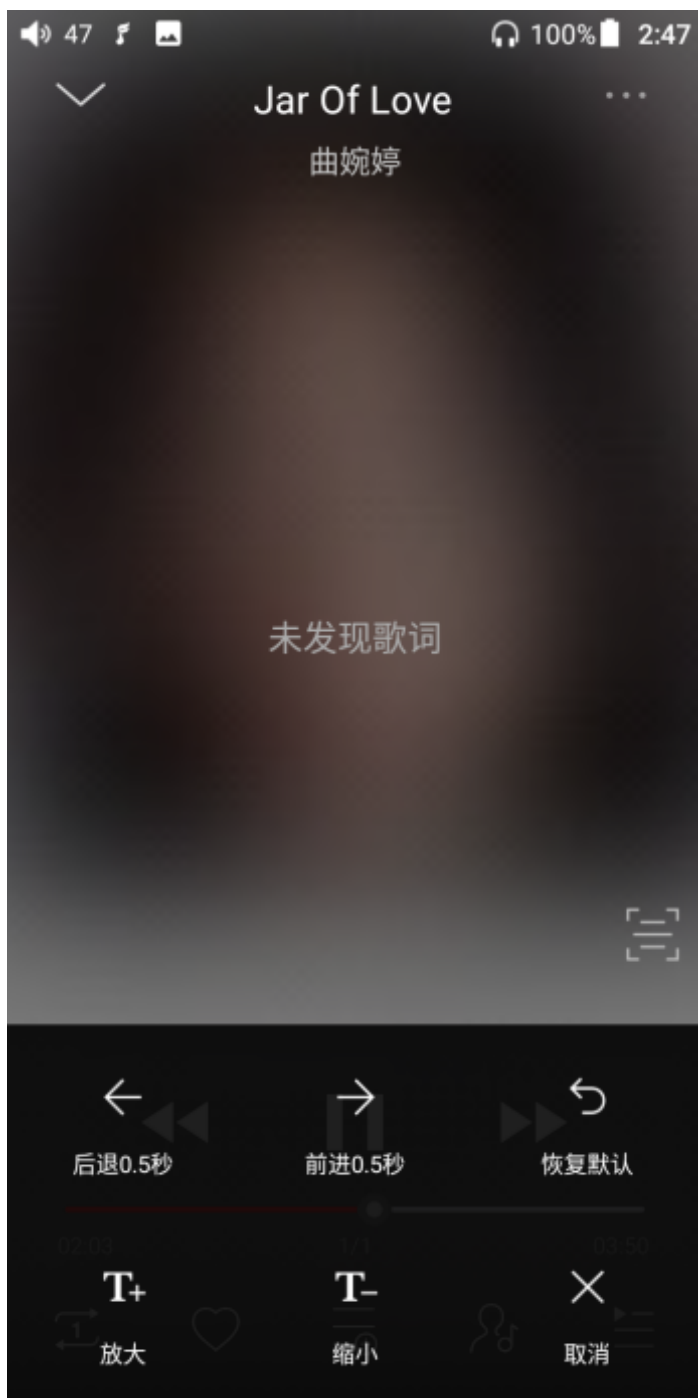 47 100% 2:47
Jar Of Love
曲婉婷
未发现歌词
后退0.5秒 前进0.5秒 恢复默认
02:03 1/1 03:50
T+ T-
放大 缩小 取消